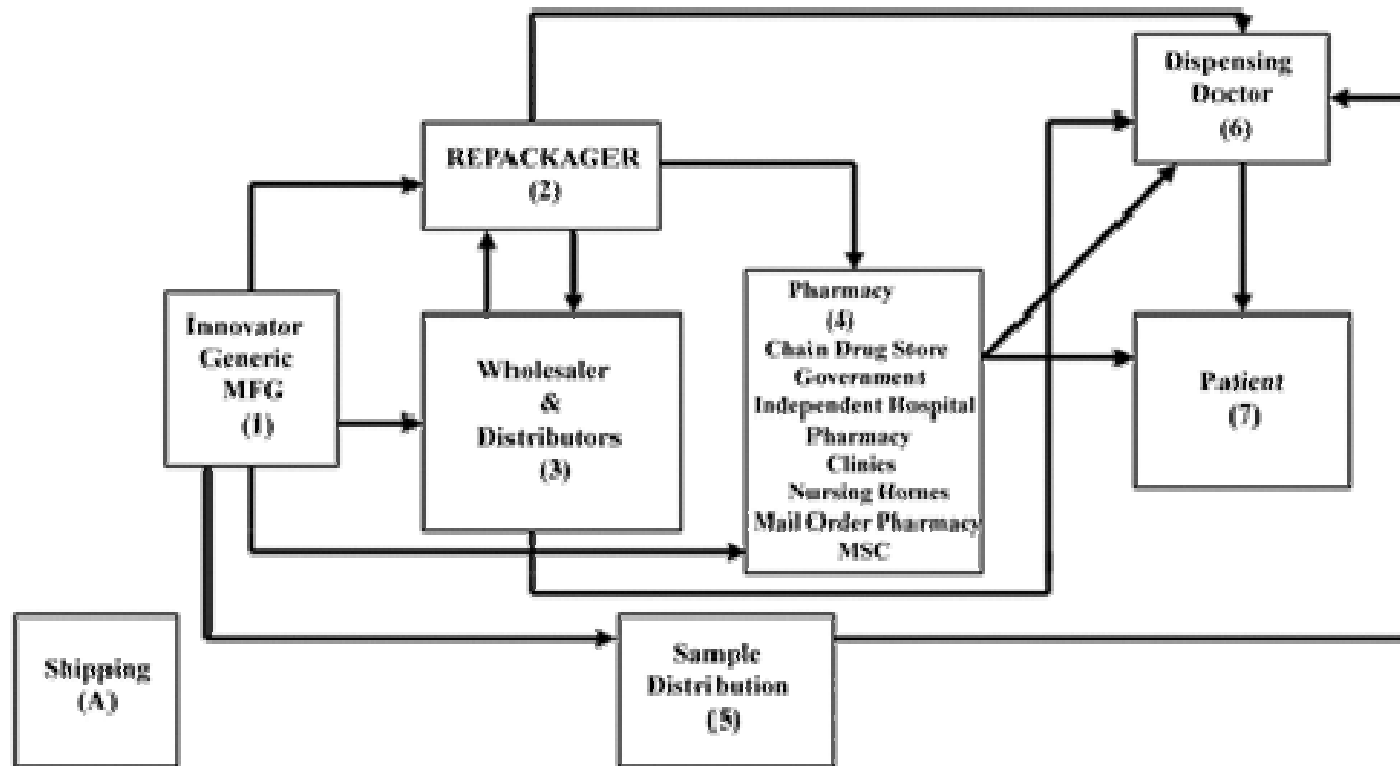 Dispensing
Doctor
(6)
REPACKAGER
(2)
Innovator
Generic
MFG
(1)
Wholesaler
&
Distributors
(3)
Pharmacy
(4)
Chain Drug Store
Government
Independent Hospital
Pharmacy
Clinics
Nursing Homes
Mail Order Pharmacy
MSC
Patient
(7)
Shipping
(A)
Sample
Distribution
(5)